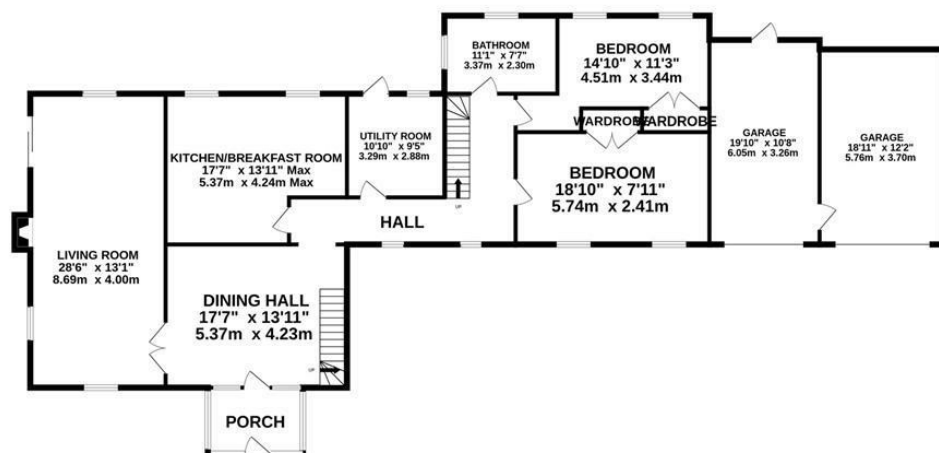 BATHROOM
11'1" x 7'7"
3.37m x 2.30m
BEDROOM
14'10" x 11'3"
4.51m x 3.44m
WARDROBE
WARDROBE
GARAGE
19'10" x 10'8"
6.05m x 3.26m
GARAGE
18'11" x 12'2"
5.76m x 3.70m
KITCHEN/BREAKFAST ROOM
17'7" x 13'11" Max
5.37m x 4.24m Max
UTILITY ROOM
10'10" x 9'5"
3.29m x 2.88m
UP
BEDROOM
18'10" x 7'11"
5.74m x 2.41m
HALL
LIVING ROOM
28'6" x 13'1"
8.69m x 4.00m
DINING HALL
17'7" x 13'11"
5.37m x 4.23m
UP
PORCH